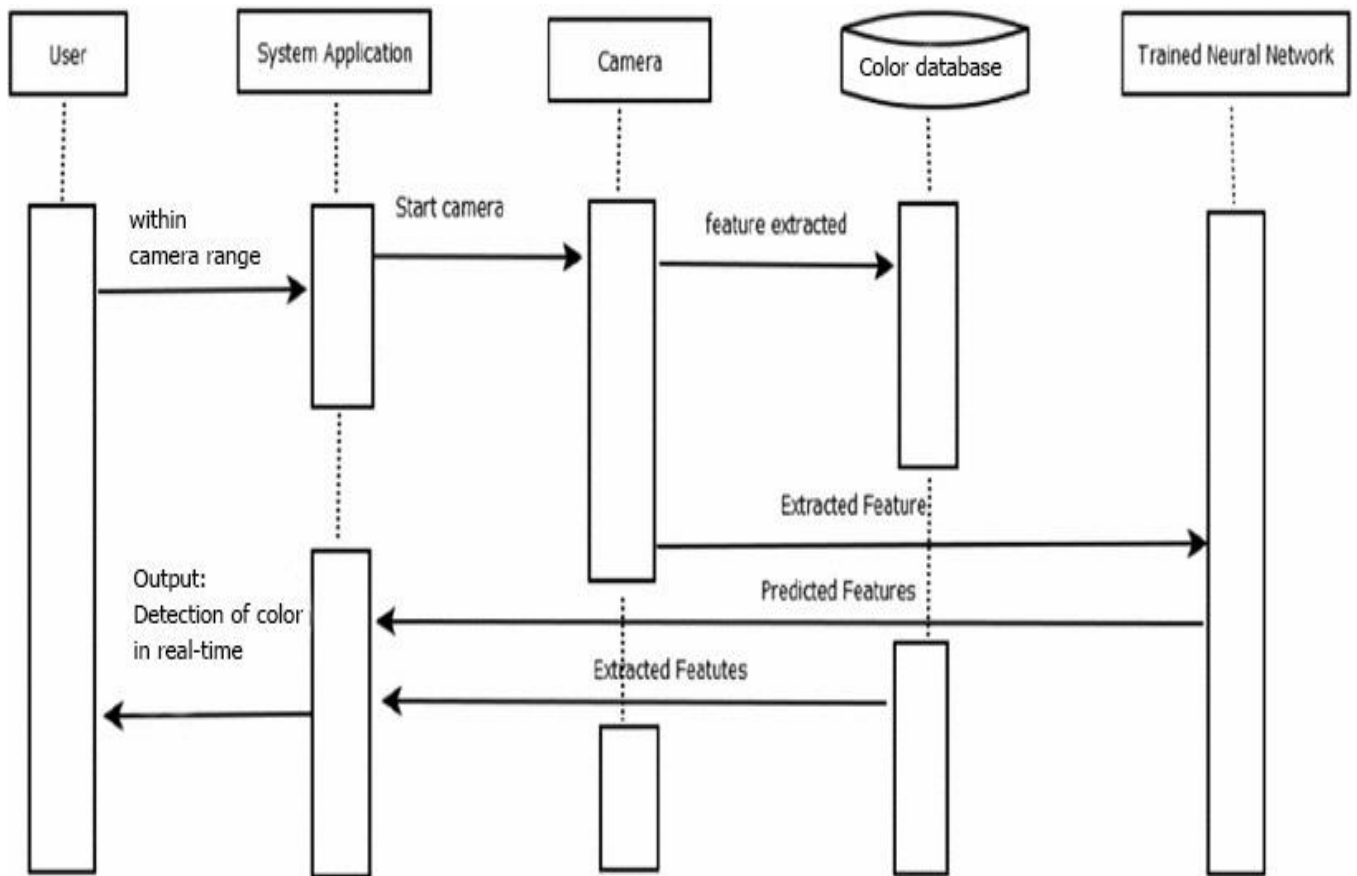 User
System Application
Camera
Color database
Trained Neural Network
within
camera range
Start camera
feature extracted
Extracted Feature
Output:
Detection of color
in real-time
Predicted Features
Extracted Featutes